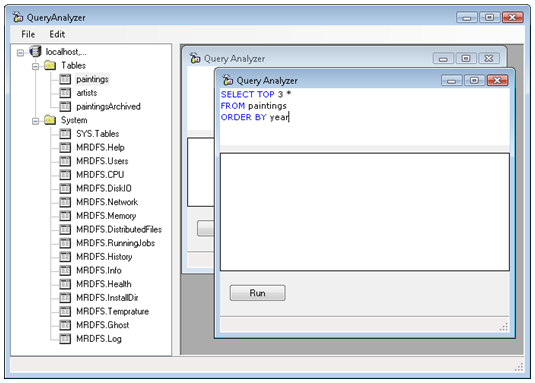 QueryAnalyzer
File Edit
localhost,...
Tables
paintings
artists
paintingsArchived
System
SYS.Tables
MRDFS.Help
MRDFS.Users
MRDFS.CPU
MRDFS.DiskIO
MRDFS.Network
MRDFS.Memory
MRDFS.DistributedFiles
MRDFS.RunningJobs
MRDFS.History
MRDFS.Info
MRDFS.Health
MRDFS.InstallDir
MRDFS.Temprature
MRDFS.Ghost
MRDFS.Log
Query Analyzer
Query Analyzer
SELECT TOP 3 *
FROM paintings
ORDER BY year
Run